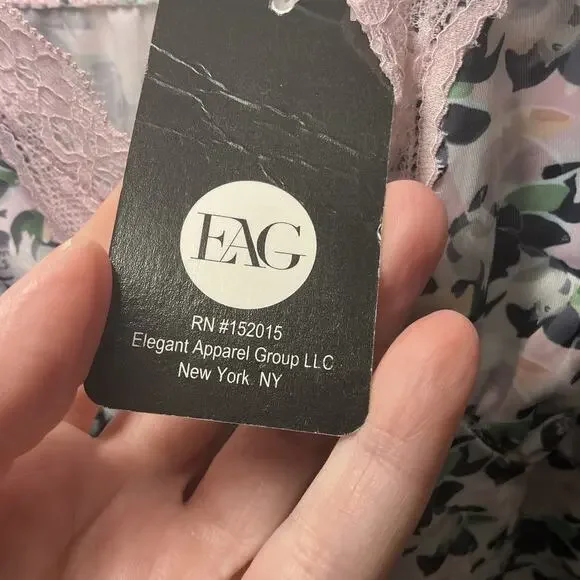 EAG
RN #152015
Elegant Apparel Group LLC
New York NY